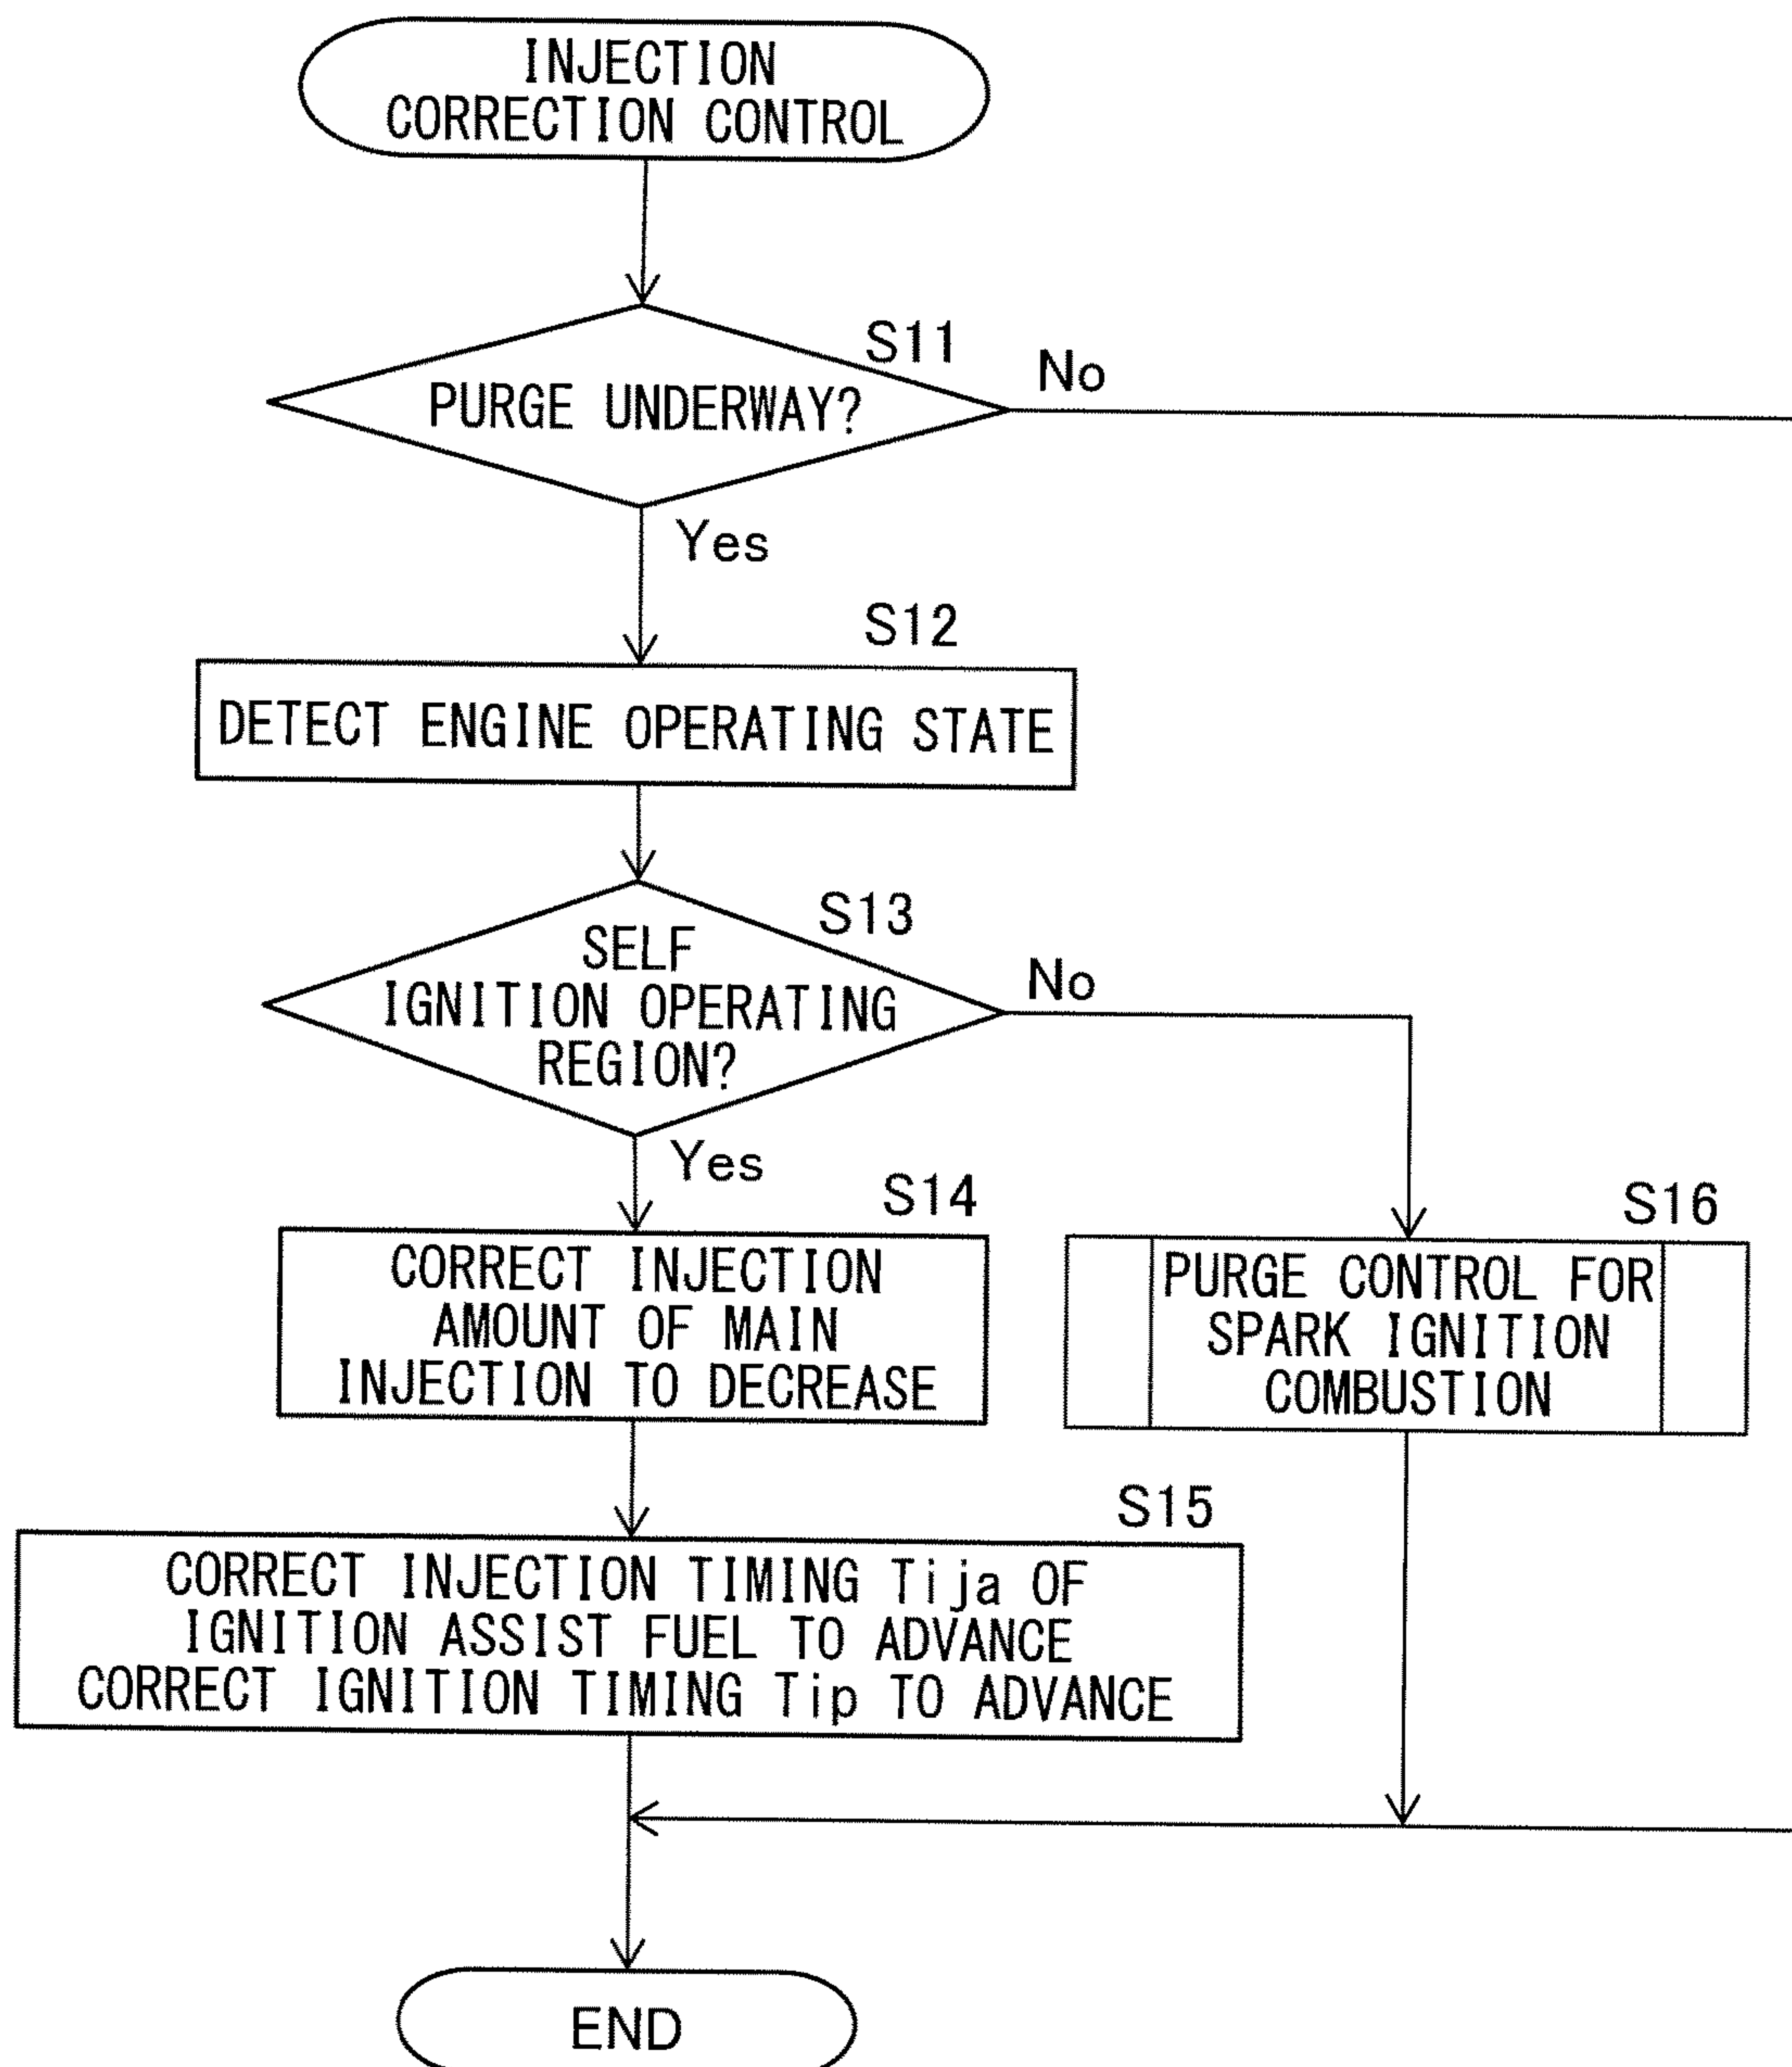 INJECTION
CORRECTION CONTROL
S11
No
PURGE UNDERWAY?
Yes
S12
DETECT ENGINE OPERATING STATE
S13
SELF
IGNITION OPERATING
REGION?
No
Yes
S14
CORRECT INJECTION
AMOUNT OF MAIN
INJECTION TO DECREASE
S16
PURGE CONTROL FOR
SPARK IGNITION
COMBUSTION
S15
CORRECT INJECTION TIMING Tija OF
IGNITION ASSIST FUEL TO ADVANCE
CORRECT IGNITION TIMING Tip TO ADVANCE
END